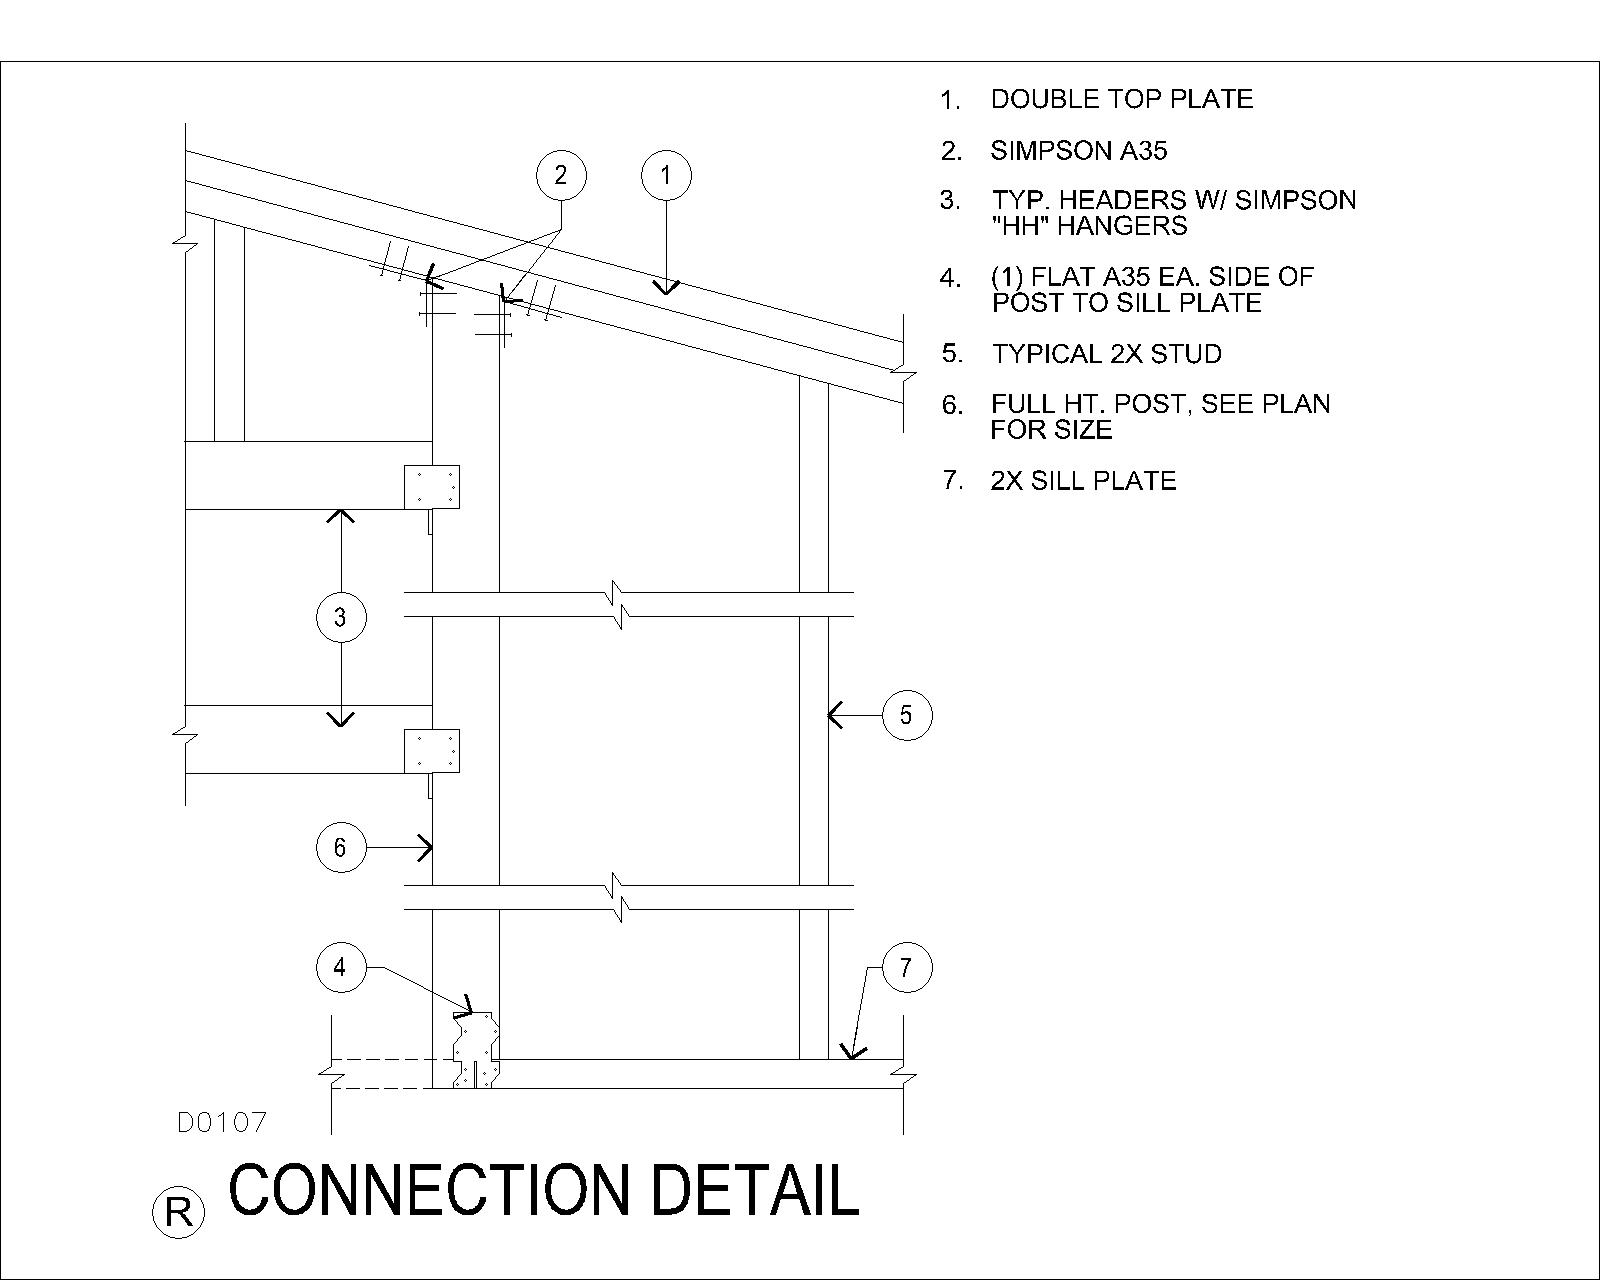 1. DOUBLE TOP PLATE
2. SIMPSON A35
3. TYP. HEADERS W/ SIMPSON
"HH" HANGERS
4. (1) FLAT A35 EA. SIDE OF
POST TO SILL PLATE
5. TYPICAL 2X STUD
6. FULL HT. POST, SEE PLAN
FOR SIZE
7. 2X SILL PLATE
2
1
3
5
6
4
7
D0107
R CONNECTION DETAIL